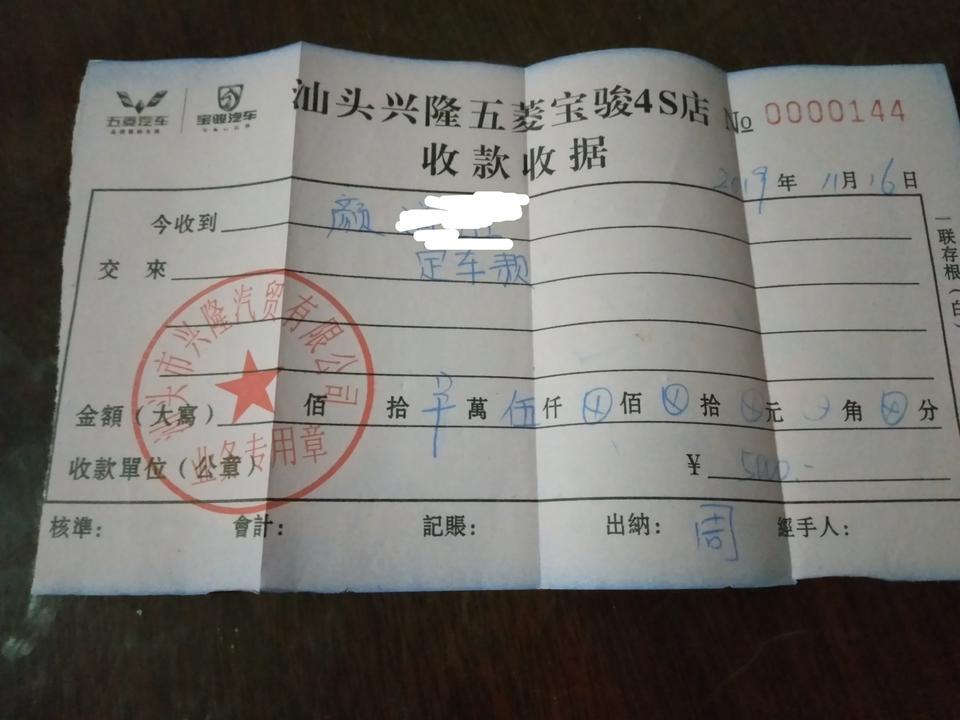 五菱汽车 宝骏汽车
汕头兴隆五菱宝骏4S店 No 0000144
收款收据
2019年11月16日
今收到 颜
交來 定车款
金額（大寫） 佰 拾 萬 伍仟 ⊗佰 ⊗拾 ⊗元 ⊗角 ⊗分
收款單位（公章） ¥ 5000.-
核準： 會計： 記賬： 出纳：周 經手人：
一联存根（白）
汕头市兴隆汽贸有限公司
业务专用章